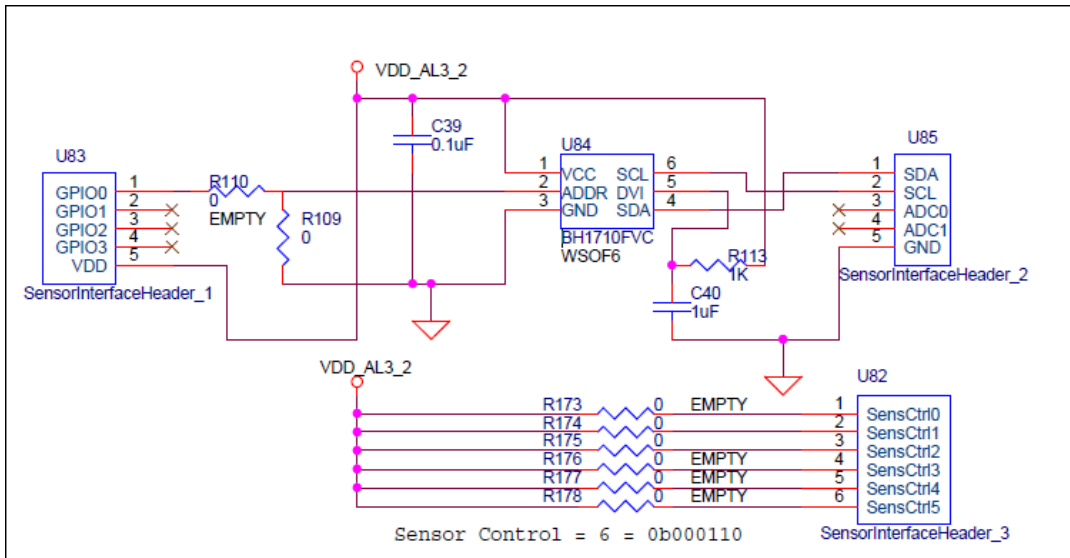 VDD_AL3_2
C39
0.1uF
U83
1 GPIO0
2 GPIO1
3 GPIO2
4 GPIO3
5 VDD
SensorInterfaceHeader_1
R110
0
EMPTY
R109
0
U84
1 VCC SCL 6
2 ADDR DVI 5
3 GND SDA 4
BH1710FVC
WSOF6
R113
1K
C40
1uF
U85
1 SDA
2 SCL
3 ADC0
4 ADC1
5 GND
SensorInterfaceHeader_2
VDD_AL3_2
U82
R173 0 EMPTY 1 SensCtrl0
R174 0 2 SensCtrl1
R175 0 3 SensCtrl2
R176 0 EMPTY 4 SensCtrl3
R177 0 EMPTY 5 SensCtrl4
R178 0 EMPTY 6 SensCtrl5
SensorInterfaceHeader_3
Sensor Control = 6 = 0b000110